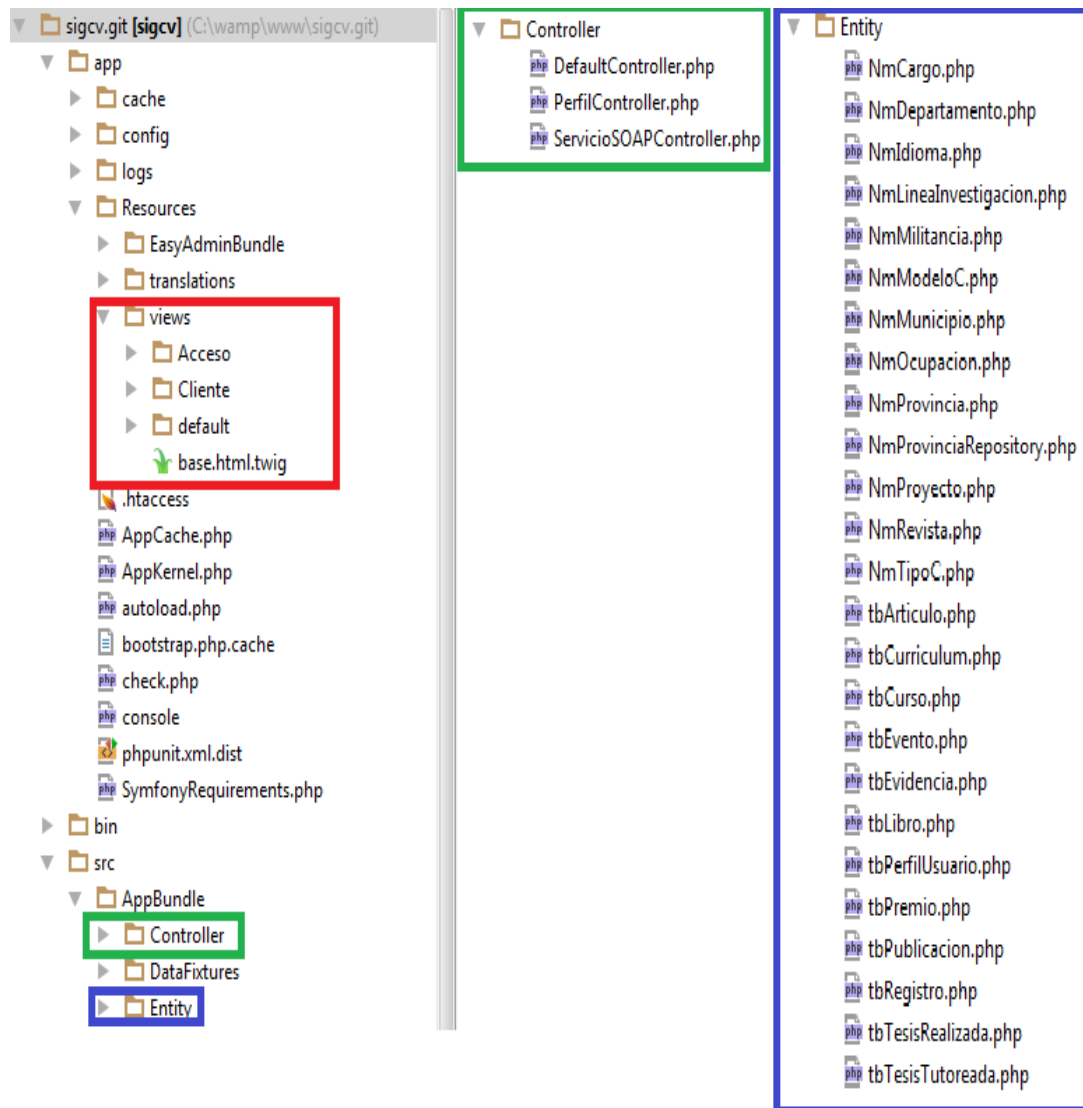 sigcv.git [sigcv] (C:\wamp\www\sigcv.git)
app
cache
config
logs
Resources
EasyAdminBundle
translations
views
Acceso
Cliente
default
base.html.twig
.htaccess
AppCache.php
AppKernel.php
autoload.php
bootstrap.php.cache
check.php
console
phpunit.xml.dist
SymfonyRequirements.php
bin
src
AppBundle
Controller
DataFixtures
Entity
Controller
DefaultController.php
PerfilController.php
ServicioSOAPController.php
Entity
NmCargo.php
NmDepartamento.php
NmIdioma.php
NmLineaInvestigacion.php
NmMilitancia.php
NmModeloC.php
NmMunicipio.php
NmOcupacion.php
NmProvincia.php
NmProvinciaRepository.php
NmProyecto.php
NmRevista.php
NmTipoC.php
tbArticulo.php
tbCurriculum.php
tbCurso.php
tbEvento.php
tbEvidencia.php
tbLibro.php
tbPerfilUsuario.php
tbPremio.php
tbPublicacion.php
tbRegistro.php
tbTesisRealizada.php
tbTesisTutoreada.php